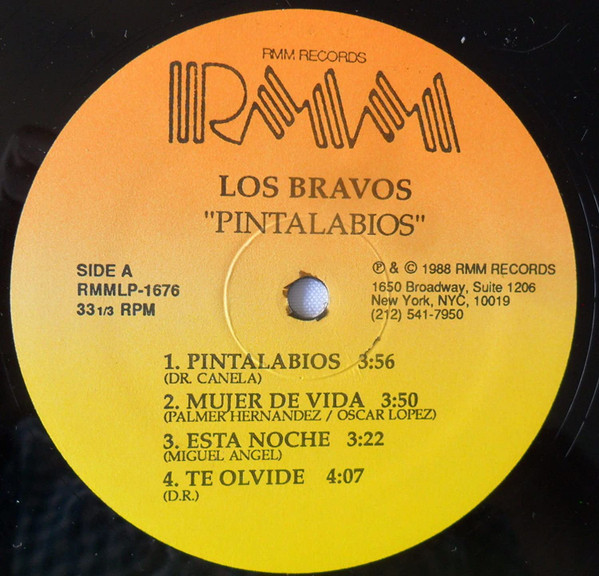 RMM RECORDS
RMM
LOS BRAVOS
"PINTALABIOS"
SIDE A
RMMLP-1676
33 1/3 RPM
℗ & © 1988 RMM RECORDS
1650 Broadway, Suite 1206
New York, NYC, 10019
(212) 541-7950
1. PINTALABIOS 3:56
(DR. CANELA)
2. MUJER DE VIDA 3:50
(PALMER HERNANDEZ / OSCAR LOPEZ)
3. ESTA NOCHE 3:22
(MIGUEL ANGEL)
4. TE OLVIDE 4:07
(D.R.)